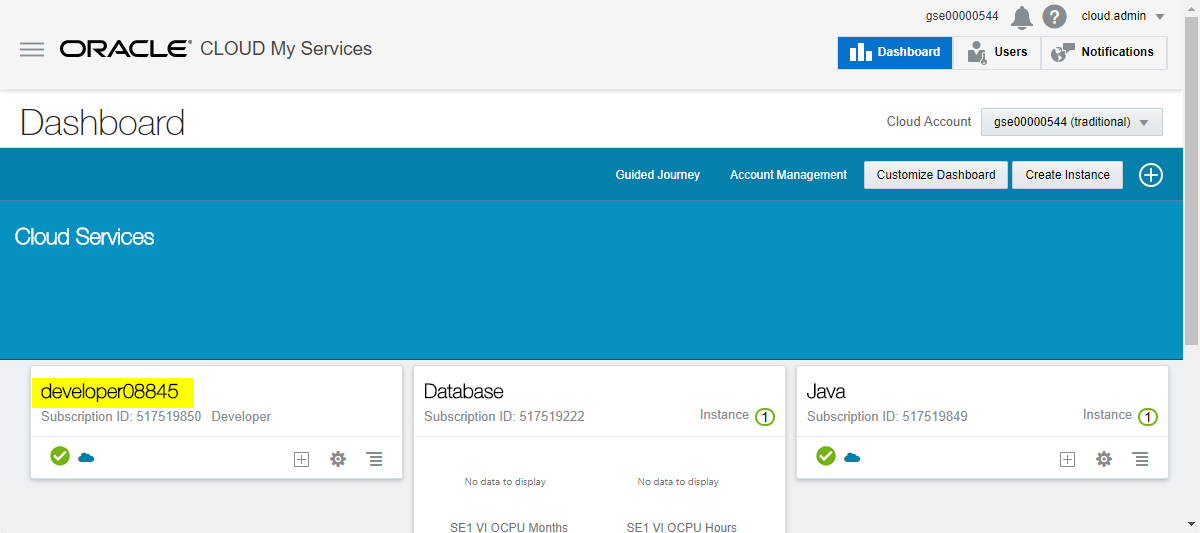 gse00000544 ? cloud.admin
ORACLE® CLOUD My Services
Dashboard Users Notifications
Dashboard
Cloud Account gse00000544 (traditional)
Guided Journey Account Management Customize Dashboard Create Instance
Cloud Services
developer08845
Subscription ID: 517519850 Developer
Database
Subscription ID: 517519222 Instance 1
No data to display No data to display
SE1 VI OCPU Months SE1 VI OCPU Hours
Java
Subscription ID: 517519849 Instance 1